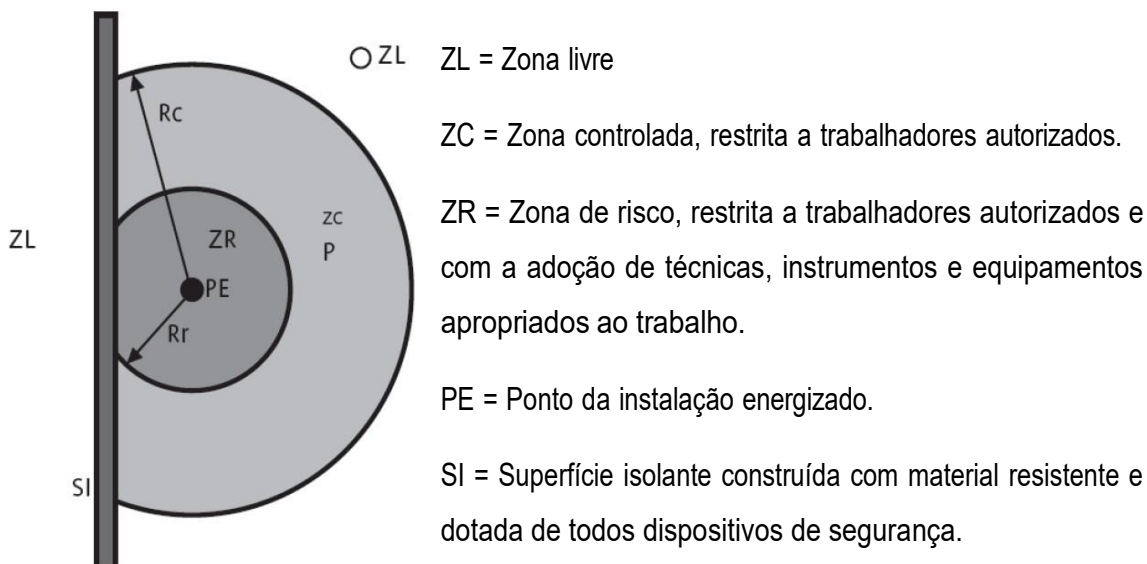 ZL
ZL = Zona livre
Rc
ZC = Zona controlada, restrita a trabalhadores autorizados.
ZL
ZR
zc
P
PE
Rr
ZR = Zona de risco, restrita a trabalhadores autorizados e
com a adoção de técnicas, instrumentos e equipamentos
apropriados ao trabalho.
PE = Ponto da instalação energizado.
SI
SI = Superfície isolante construída com material resistente e
dotada de todos dispositivos de segurança.